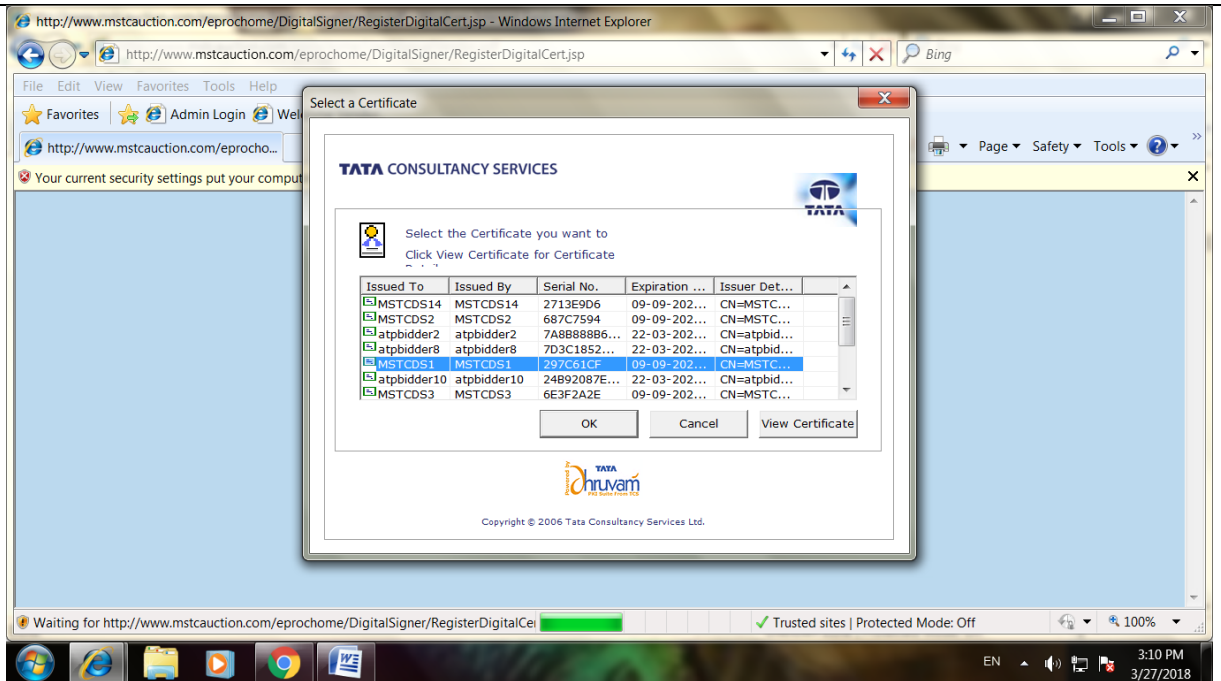 http://www.mstcauction.com/eprochome/DigitalSigner/RegisterDigitalCert.jsp - Windows Internet Explorer
http://www.mstcauction.com/eprochome/DigitalSigner/RegisterDigitalCert.jsp
Bing
File Edit View Favorites Tools Help
Favorites Admin Login Wel
http://www.mstcauction.com/eprocho...
Page Safety Tools
Your current security settings put your comput
Select a Certificate
TATA CONSULTANCY SERVICES
TATA
Select the Certificate you want to
Click View Certificate for Certificate
Issued To Issued By Serial No. Expiration ... Issuer Det...
MSTCDS14 MSTCDS14 2713E9D6 09-09-202... CN=MSTC...
MSTCDS2 MSTCDS2 687C7594 09-09-202... CN=MSTC...
atpbidder2 atpbidder2 7A8B888B6... 22-03-202... CN=atpbid...
atpbidder8 atpbidder8 7D3C1852... 22-03-202... CN=atpbid...
MSTCDS1 MSTCDS1 297C61CF 09-09-202... CN=MSTC...
atpbidder10 atpbidder10 24B92087E... 22-03-202... CN=atpbid...
MSTCDS3 MSTCDS3 6E3F2A2E 09-09-202... CN=MSTC...
OK Cancel View Certificate
Powered by
TATA
Dhruvam
PKI Suite From TCS
Copyright © 2006 Tata Consultancy Services Ltd.
Waiting for http://www.mstcauction.com/eprochome/DigitalSigner/RegisterDigitalCe
Trusted sites | Protected Mode: Off
100%
EN
3:10 PM
3/27/2018